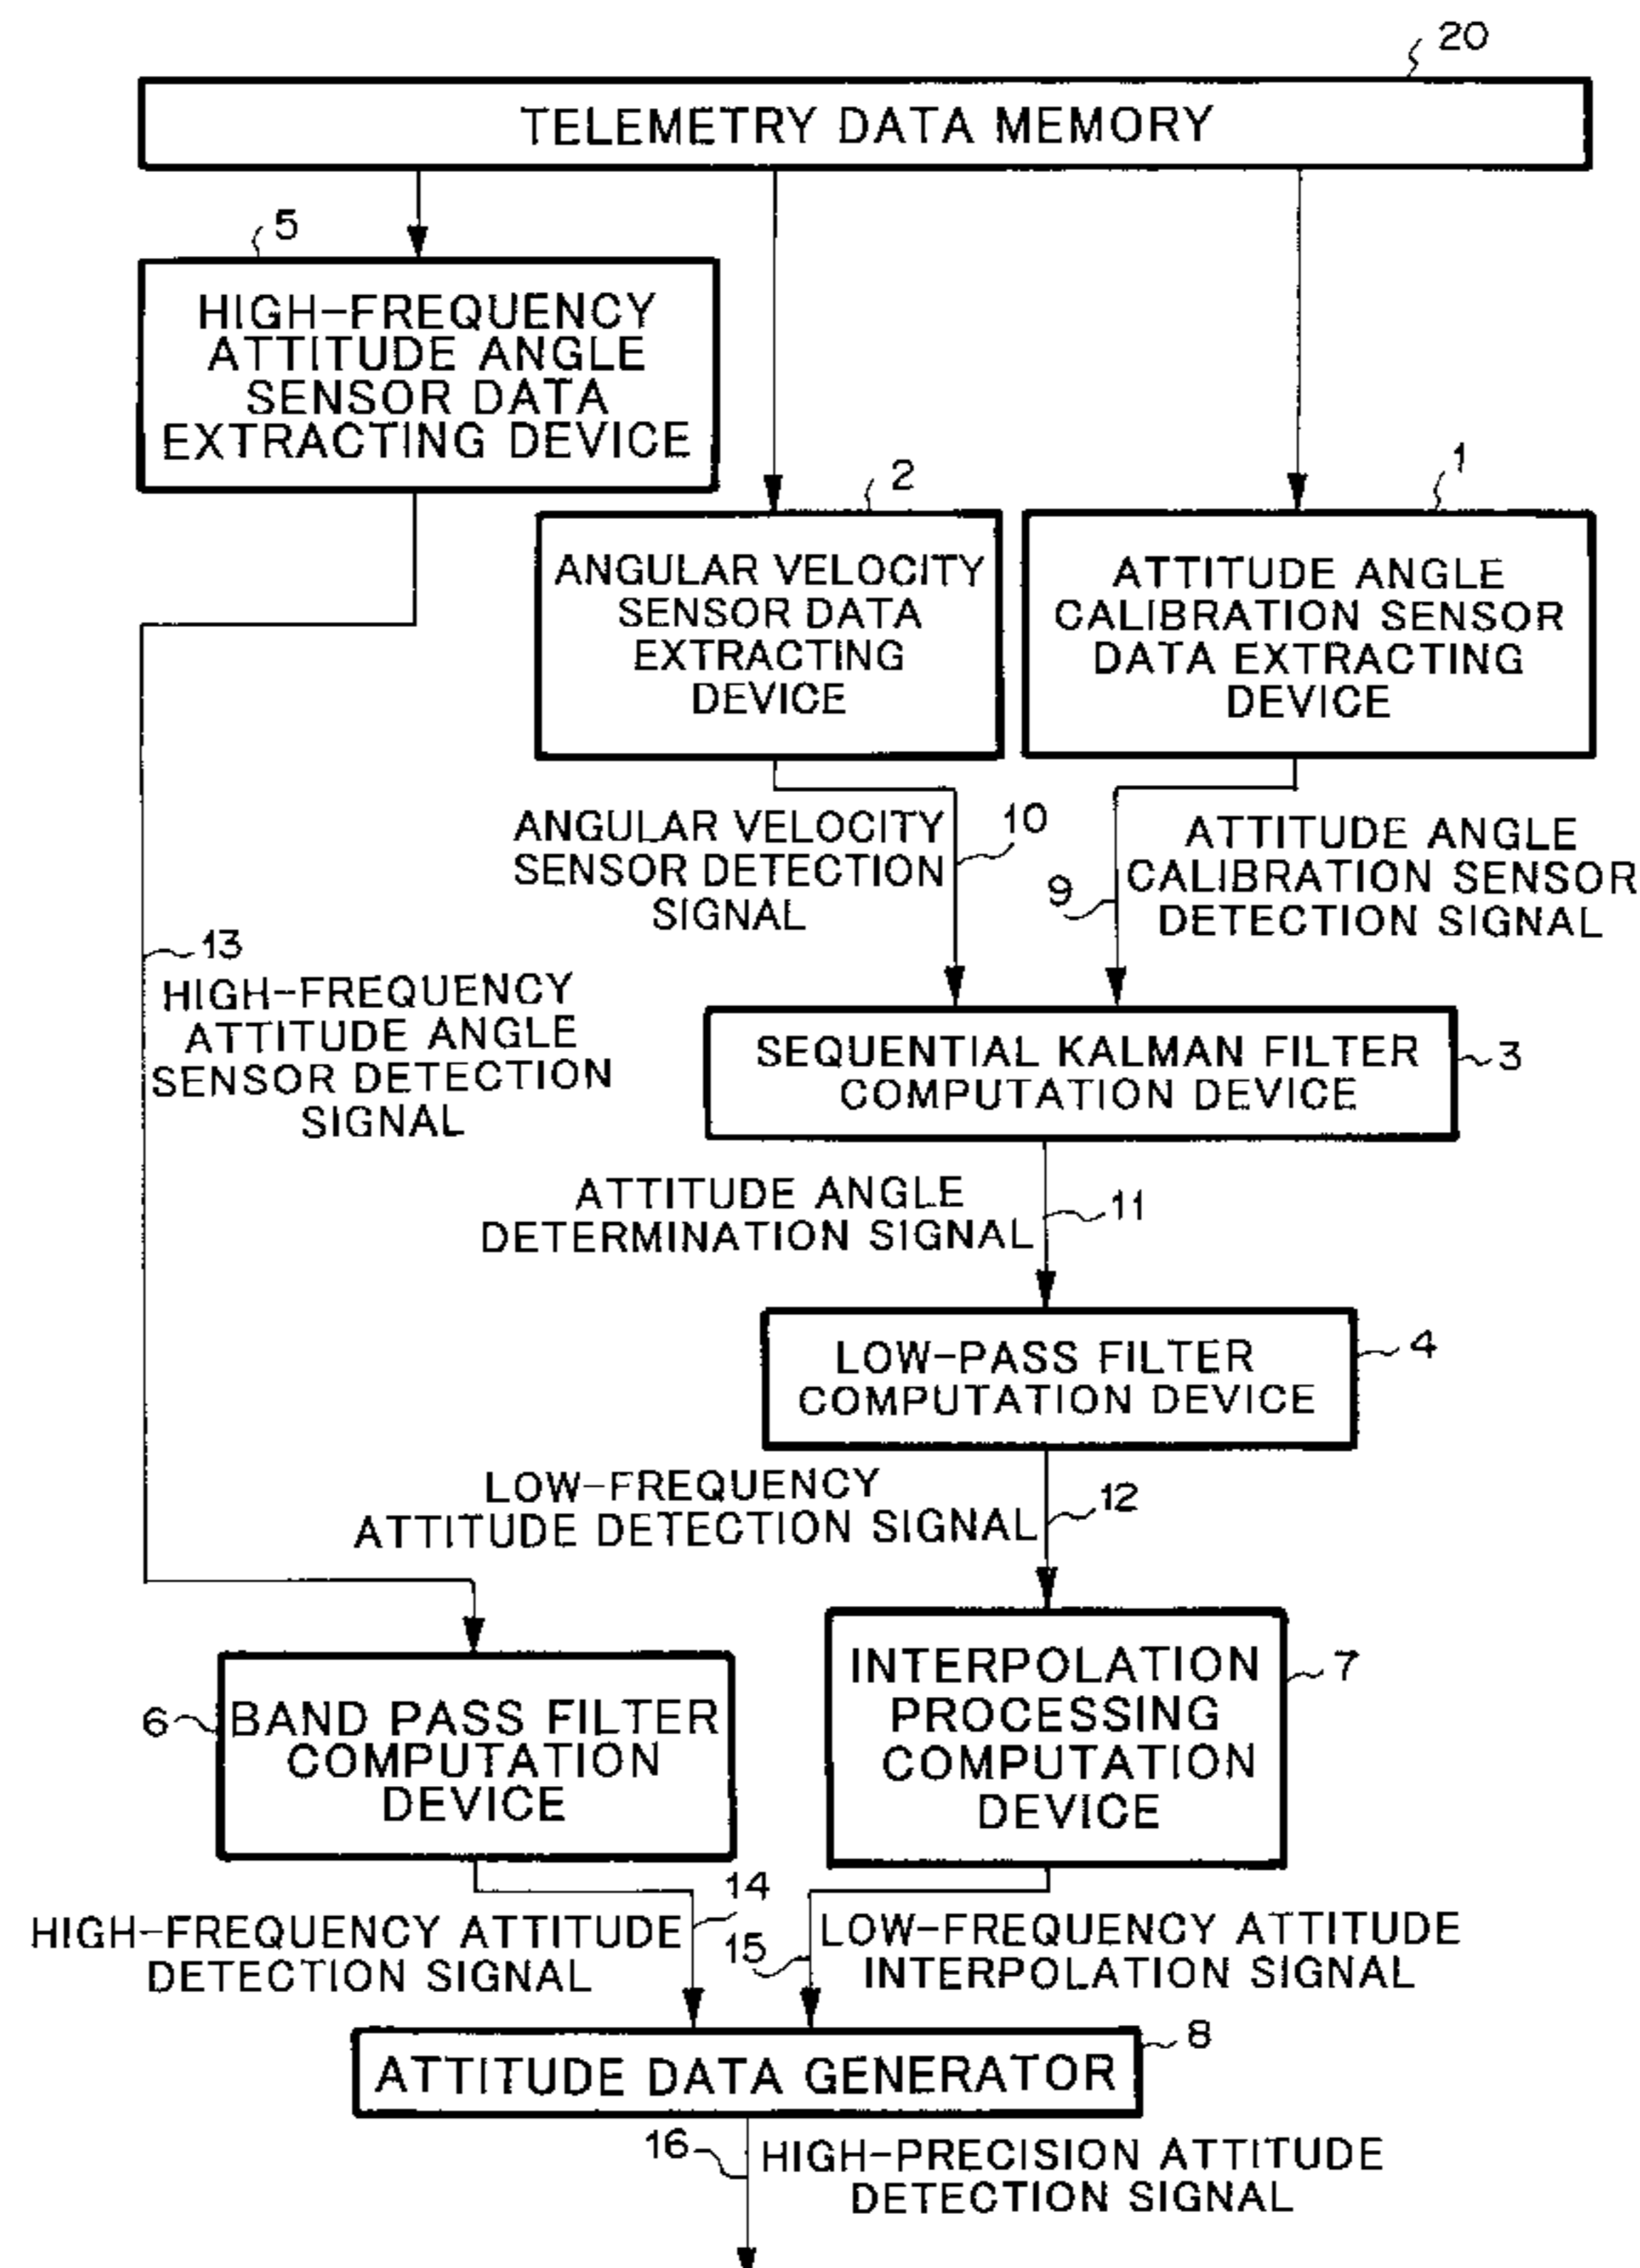 20
TELEMETRY DATA MEMORY
5
HIGH-FREQUENCY
ATTITUDE ANGLE
SENSOR DATA
EXTRACTING DEVICE
2
ANGULAR VELOCITY
SENSOR DATA
EXTRACTING
DEVICE
1
ATTITUDE ANGLE
CALIBRATION SENSOR
DATA EXTRACTING
DEVICE
ANGULAR VELOCITY
SENSOR DETECTION
SIGNAL
10
9
ATTITUDE ANGLE
CALIBRATION SENSOR
DETECTION SIGNAL
13
HIGH-FREQUENCY
ATTITUDE ANGLE
SENSOR DETECTION
SIGNAL
SEQUENTIAL KALMAN FILTER
COMPUTATION DEVICE
3
ATTITUDE ANGLE
DETERMINATION SIGNAL
11
LOW-PASS FILTER
COMPUTATION DEVICE
4
LOW-FREQUENCY
ATTITUDE DETECTION SIGNAL
12
6
BAND PASS FILTER
COMPUTATION
DEVICE
INTERPOLATION
PROCESSING
COMPUTATION
DEVICE
7
14
HIGH-FREQUENCY ATTITUDE
DETECTION SIGNAL
15
LOW-FREQUENCY ATTITUDE
INTERPOLATION SIGNAL
8
ATTITUDE DATA GENERATOR
16
HIGH-PRECISION ATTITUDE
DETECTION SIGNAL